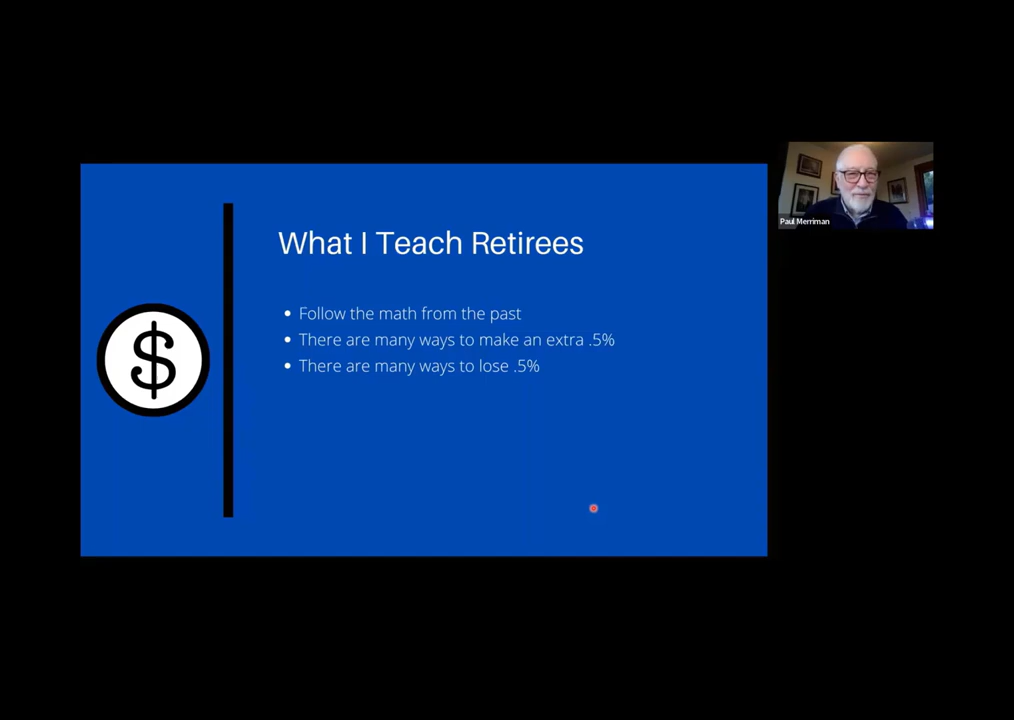 What I Teach Retirees
• Follow the math from the past
• There are many ways to make an extra .5%
• There are many ways to lose .5%
$
Paul Merriman